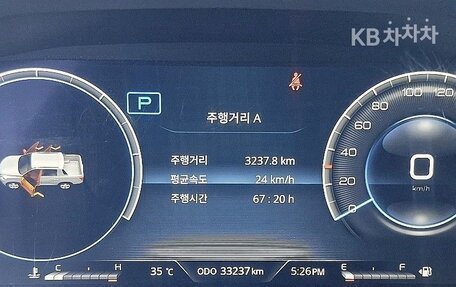 KB차차차
P
주행거리 A
주행거리 3237.8 km
평균속도 24 km/h
주행시간 67 : 20 h
120
100
80
60
40
20
0
0
km/h
C H
35 ℃
ODO 33237 km
5:26PM
E F